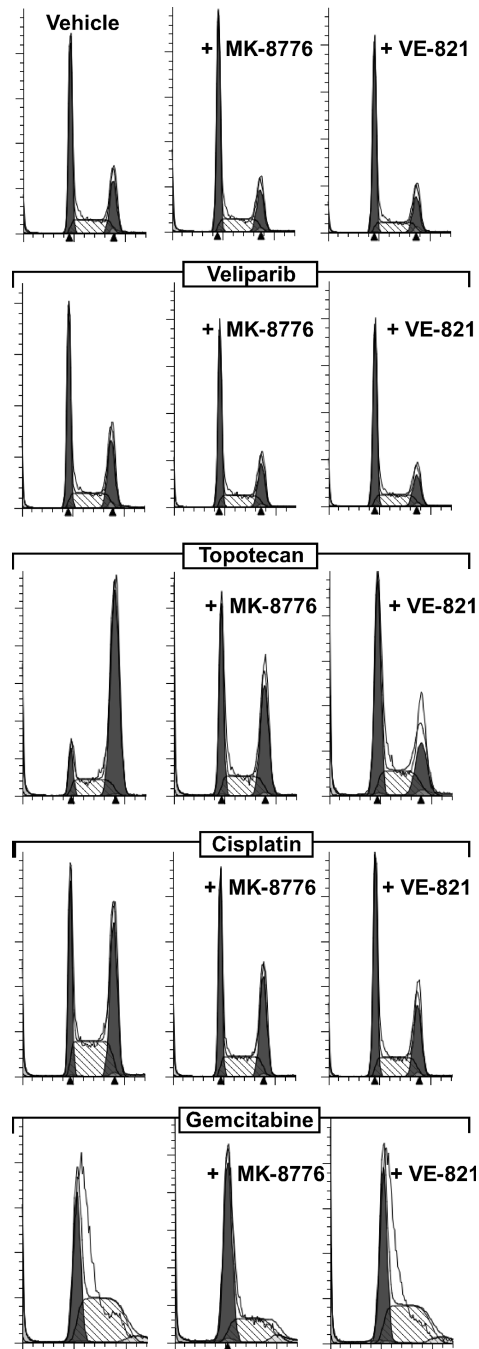 Vehicle
+ MK-8776
+ VE-821
Veliparib
+ MK-8776
+ VE-821
Topotecan
+ MK-8776
+ VE-821
Cisplatin
+ MK-8776
+ VE-821
Gemcitabine
+ MK-8776
+ VE-821